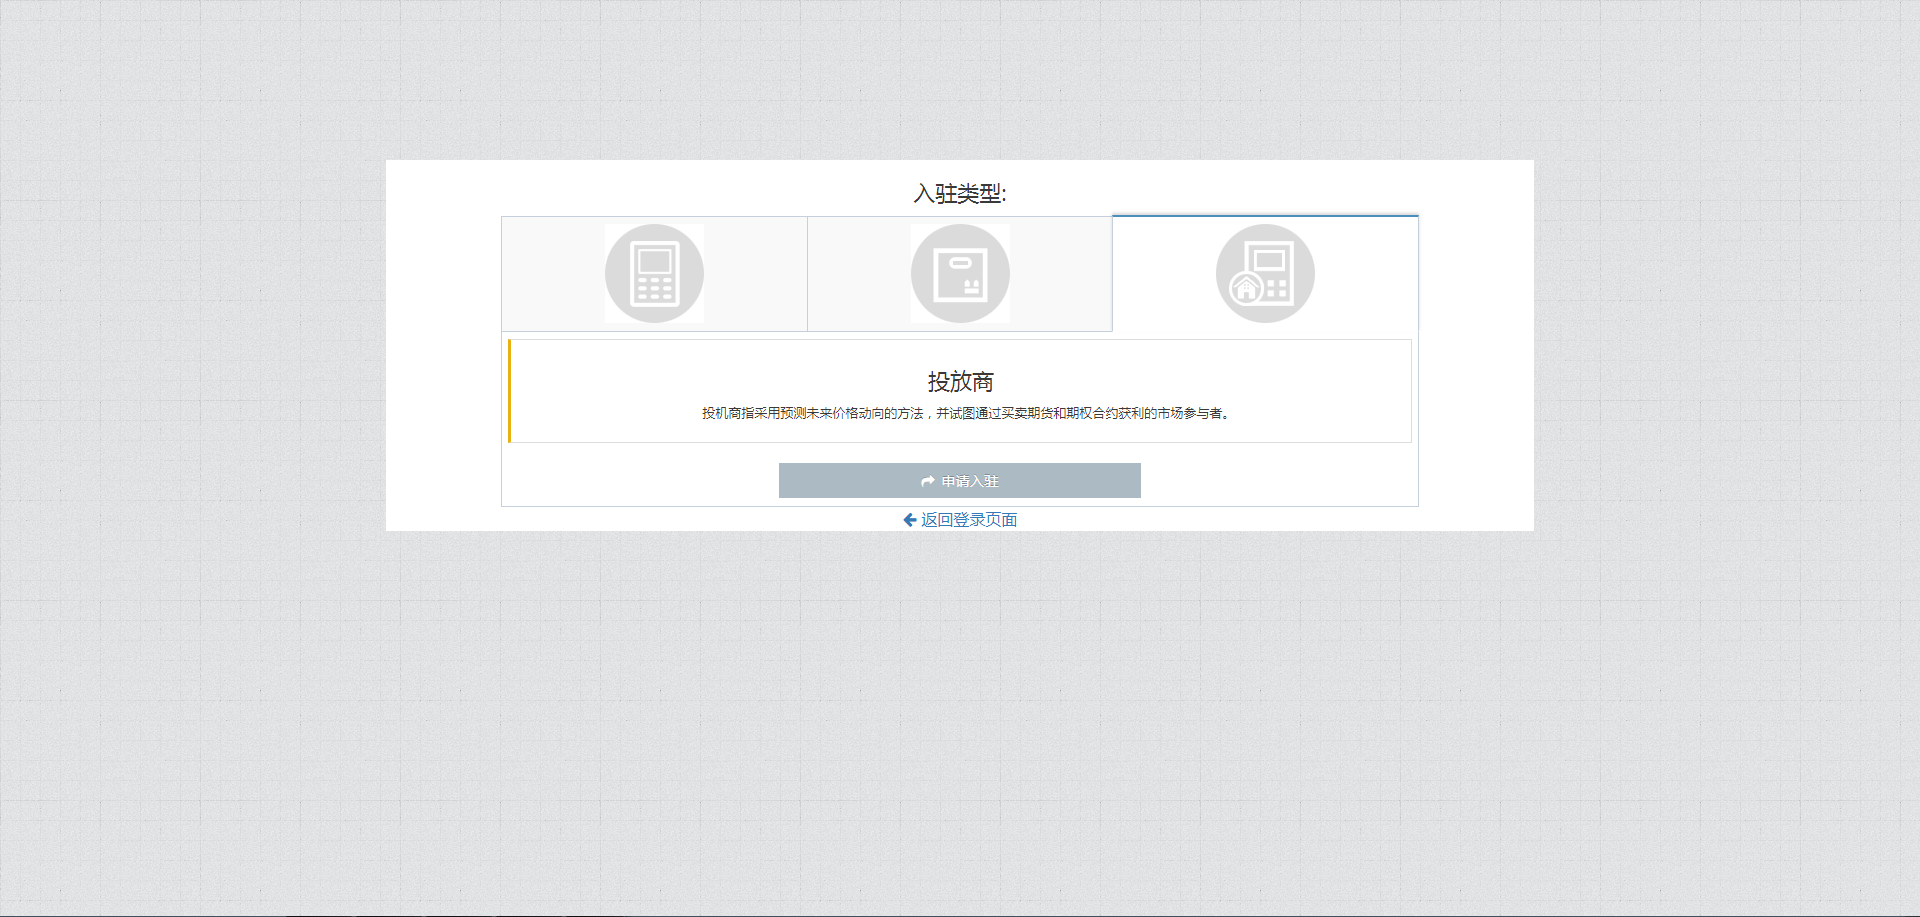 入驻类型:
投放商
投机商指采用预测未来价格动向的方法，并试图通过买卖期货和期权合约获利的市场参与者。
申请入驻
返回登录页面